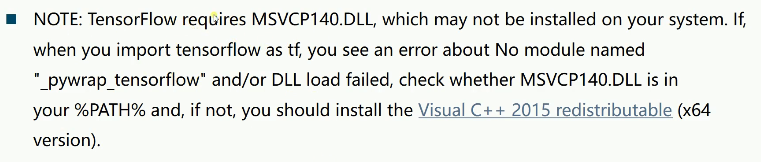 NOTE: TensorFlow requires MSVCP140.DLL, which may not be installed on your system. If,
when you import tensorflow as tf, you see an error about No module named
"_pywrap_tensorflow" and/or DLL load failed, check whether MSVCP140.DLL is in
your %PATH% and, if not, you should install the Visual C++ 2015 redistributable (x64
version).